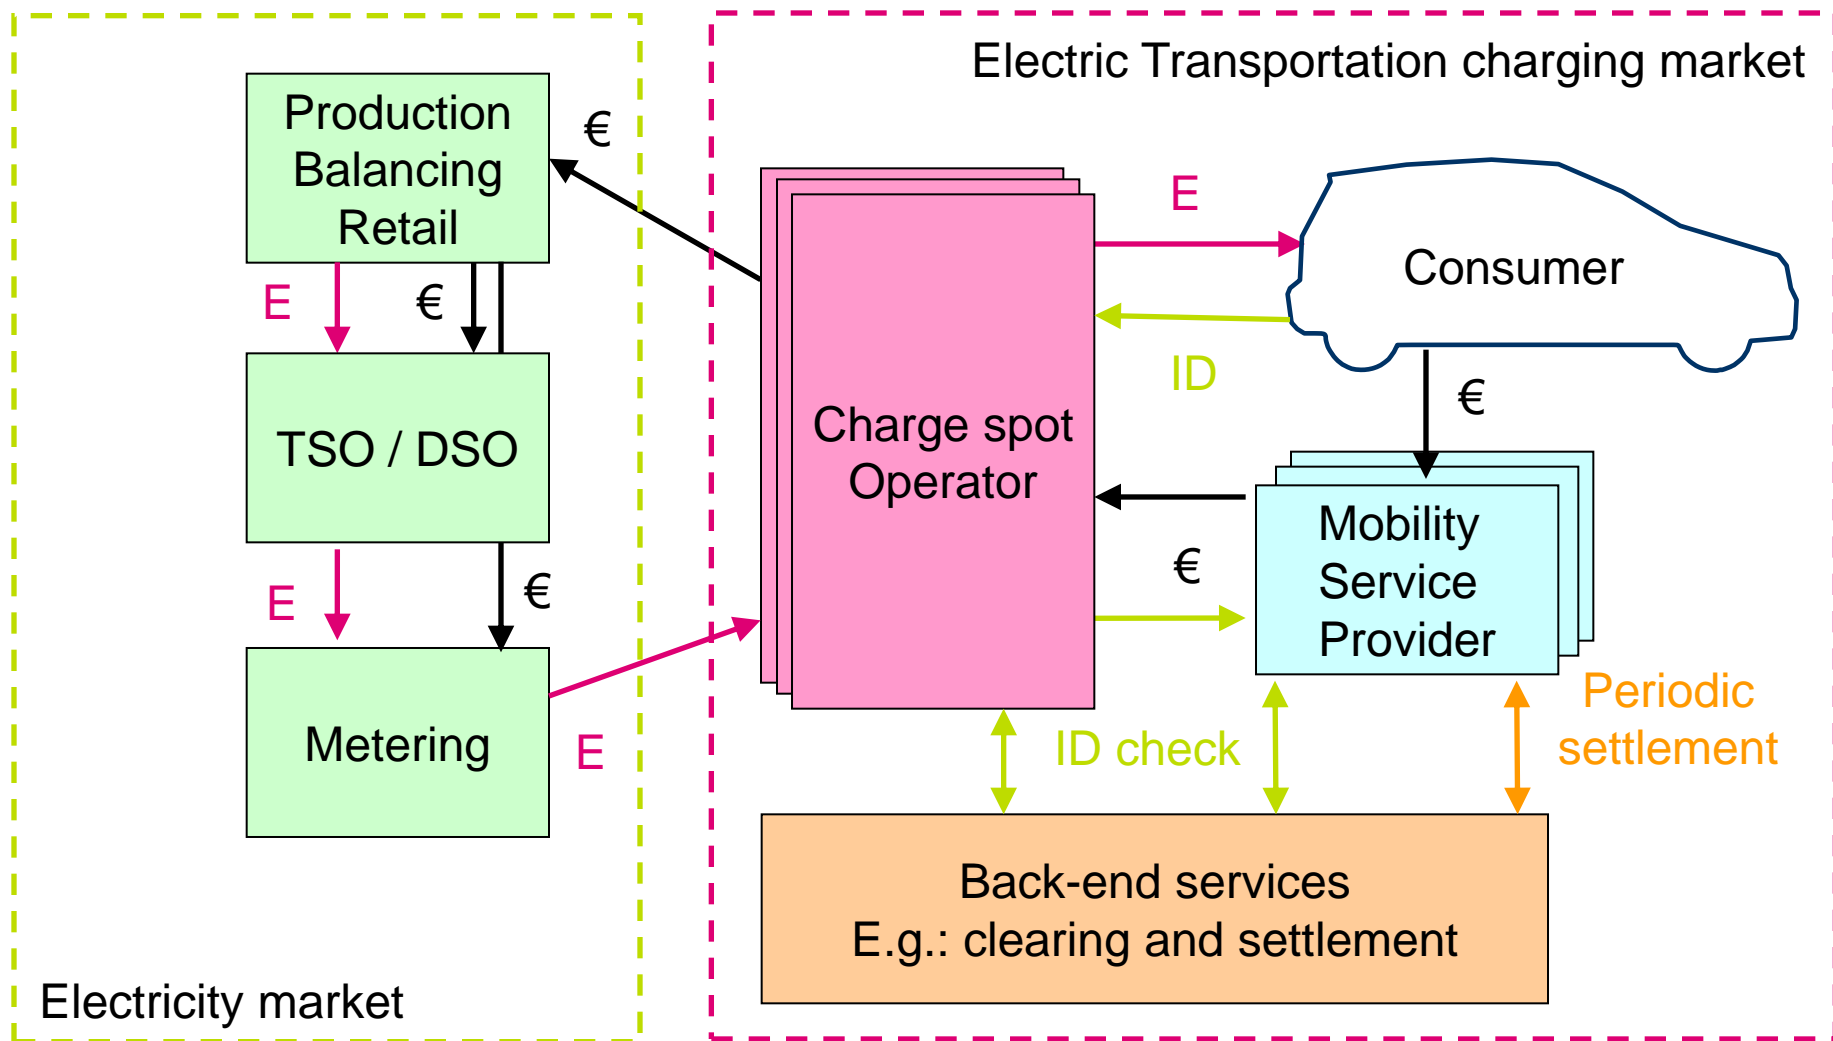 Electric Transportation charging market
Production
Balancing
Retail
€
E
€
TSO / DSO
E
€
Metering
E
Electricity market
Charge spot
Operator
E
Consumer
ID
€
€
Mobility
Service
Provider
ID check
Periodic
settlement
Back-end services
E.g.: clearing and settlement